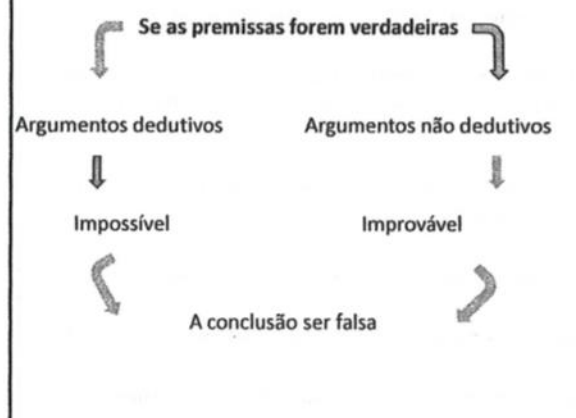 Se as premissas forem verdadeiras
Argumentos dedutivos
Argumentos não dedutivos
Impossível
Improvável
A conclusão ser falsa